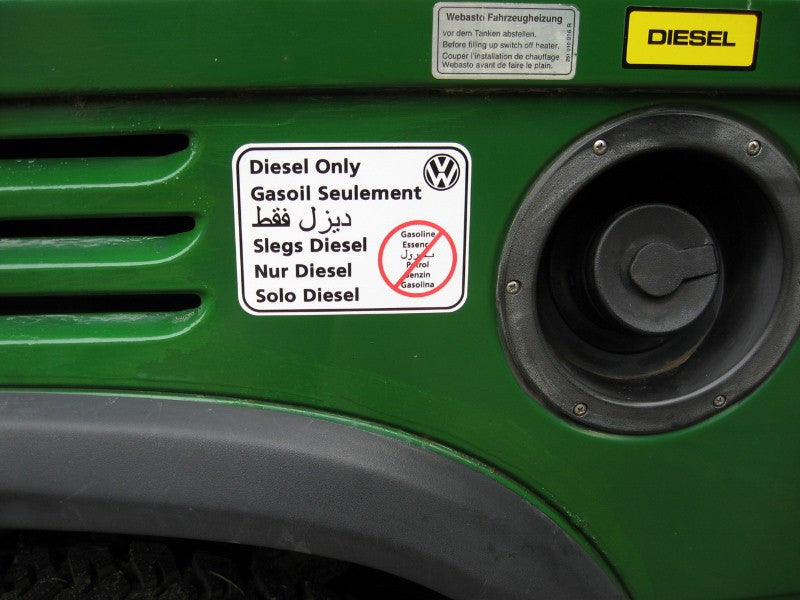 Webasto Fahrzeugheizung
vor dem Tanken abstellen.
Before filling up switch off heater.
Couper l'installation de chauffage
Webasto avant de faire le plein.
DIESEL
Diesel Only
Gasoil Seulement
ديزل فقط
Slegs Diesel
Nur Diesel
Solo Diesel
Gasoline
Essence
Petrol
Benzin
Gasolina